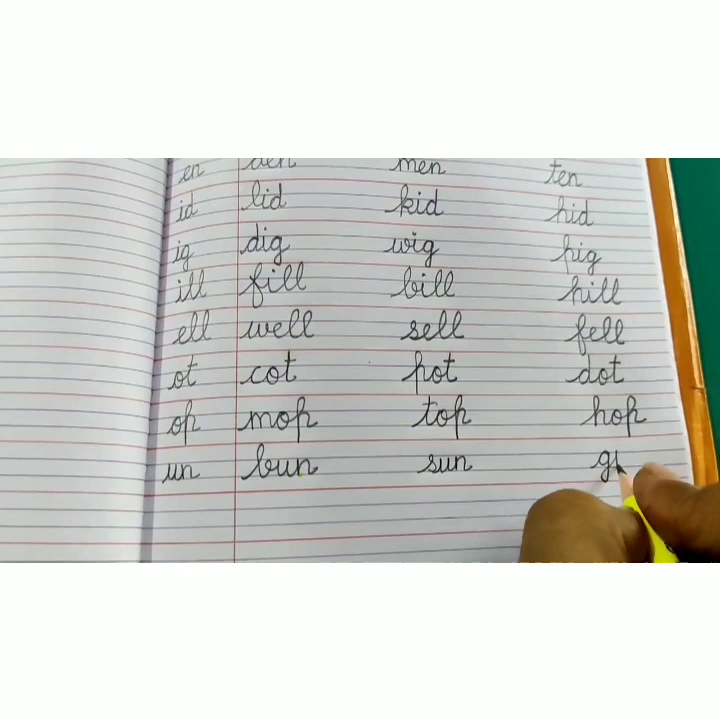 en den men ten
id lid kid hid
ig dig wig pig
ill fill bill hill
ell well sell fell
ot cot pot dot
op mop top hop
un bun sun